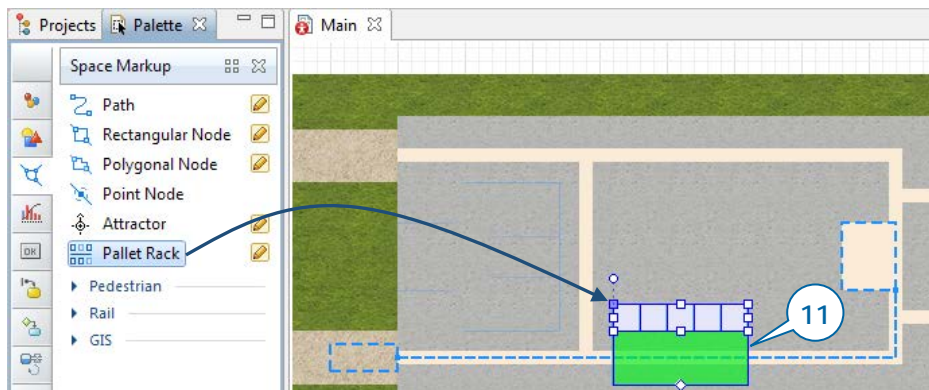 Projects
Palette
Main
Space Markup
Path
Rectangular Node
Polygonal Node
Point Node
Attractor
OK
Pallet Rack
Pedestrian
Rail
GIS
11